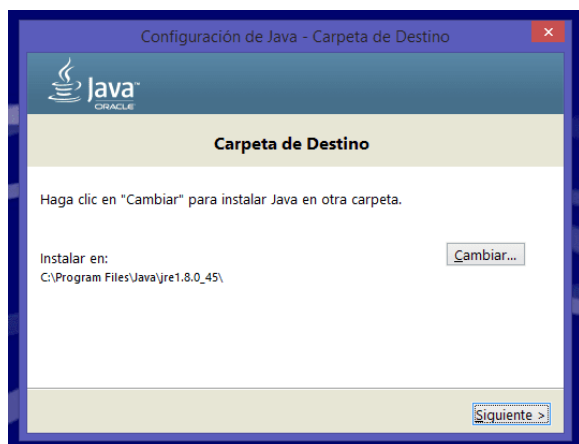 Configuración de Java - Carpeta de Destino
Java™
ORACLE
Carpeta de Destino
Haga clic en "Cambiar" para instalar Java en otra carpeta.
Instalar en:
Cambiar...
C:\Program Files\Java\jre1.8.0_45\
Siguiente >